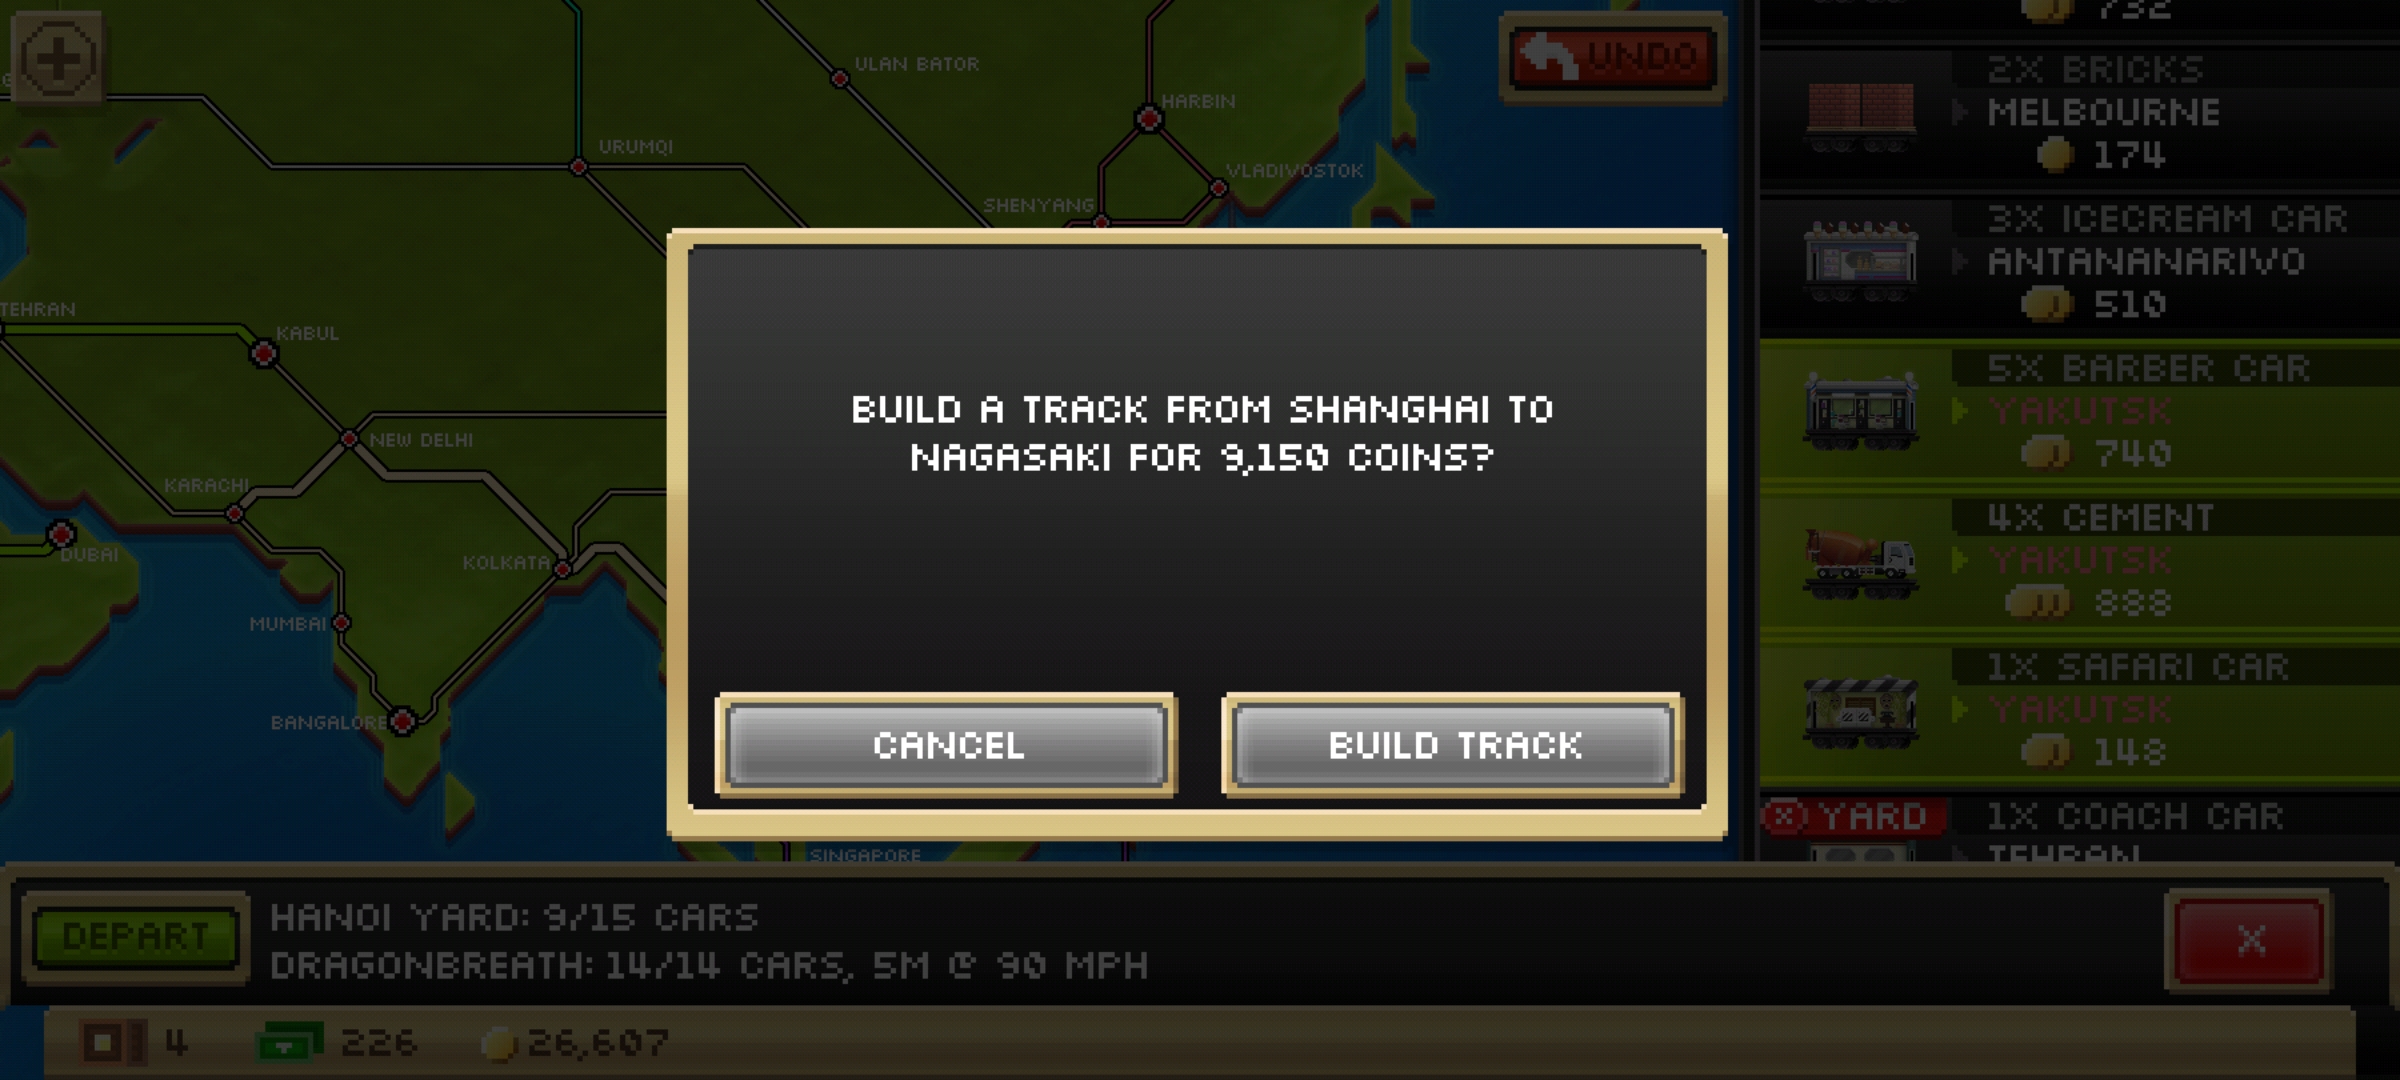 UNDO
ULAN BATOR
HARBIN
URUMQI
VLADIVOSTOK
SHENYANG
TEHRAN
KABUL
NEW DELHI
KARACHI
DUBAI
KOLKATA
MUMBAI
BANGALORE
SINGAPORE
BUILD A TRACK FROM SHANGHAI TO
NAGASAKI FOR 9,150 COINS?
CANCEL
BUILD TRACK
732
2X BRICKS
MELBOURNE
174
3X ICECREAM CAR
ANTANANARIVO
510
5X BARBER CAR
YAKUTSK
740
4X CEMENT
YAKUTSK
888
1X SAFARI CAR
YAKUTSK
148
YARD
1X COACH CAR
TEHRAN
DEPART
HANOI YARD: 9/15 CARS
DRAGONBREATH: 14/14 CARS, 5M @ 90 MPH
X
4
226
26,607